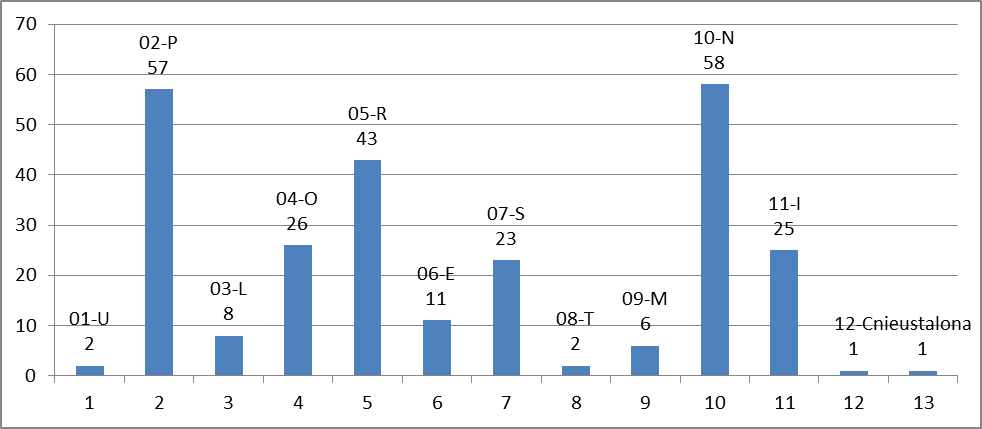 70
60
50
40
30
20
10
0
01-U
2
02-P
57
03-L
8
04-O
26
05-R
43
06-E
11
07-S
23
08-T
2
09-M
6
10-N
58
11-I
25
12-Cnieustalona
1 1
1 2 3 4 5 6 7 8 9 10 11 12 13